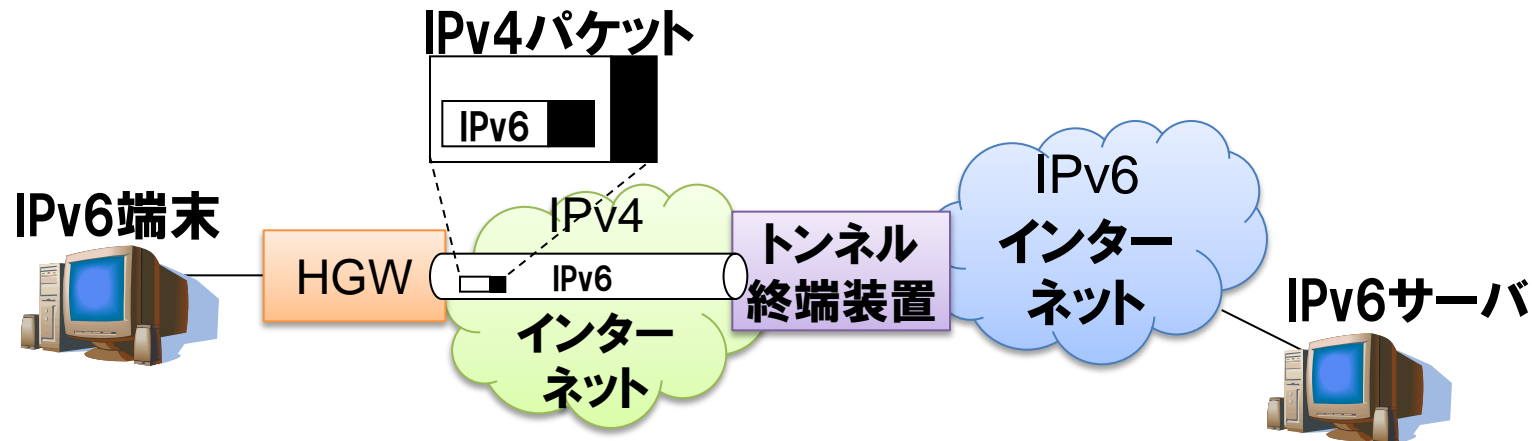 IPv4パケット
IPv6
IPv6端末
HGW
IPv4
IPv6
インター
ネット
トンネル
終端装置
IPv6
インター
ネット
IPv6サーバ